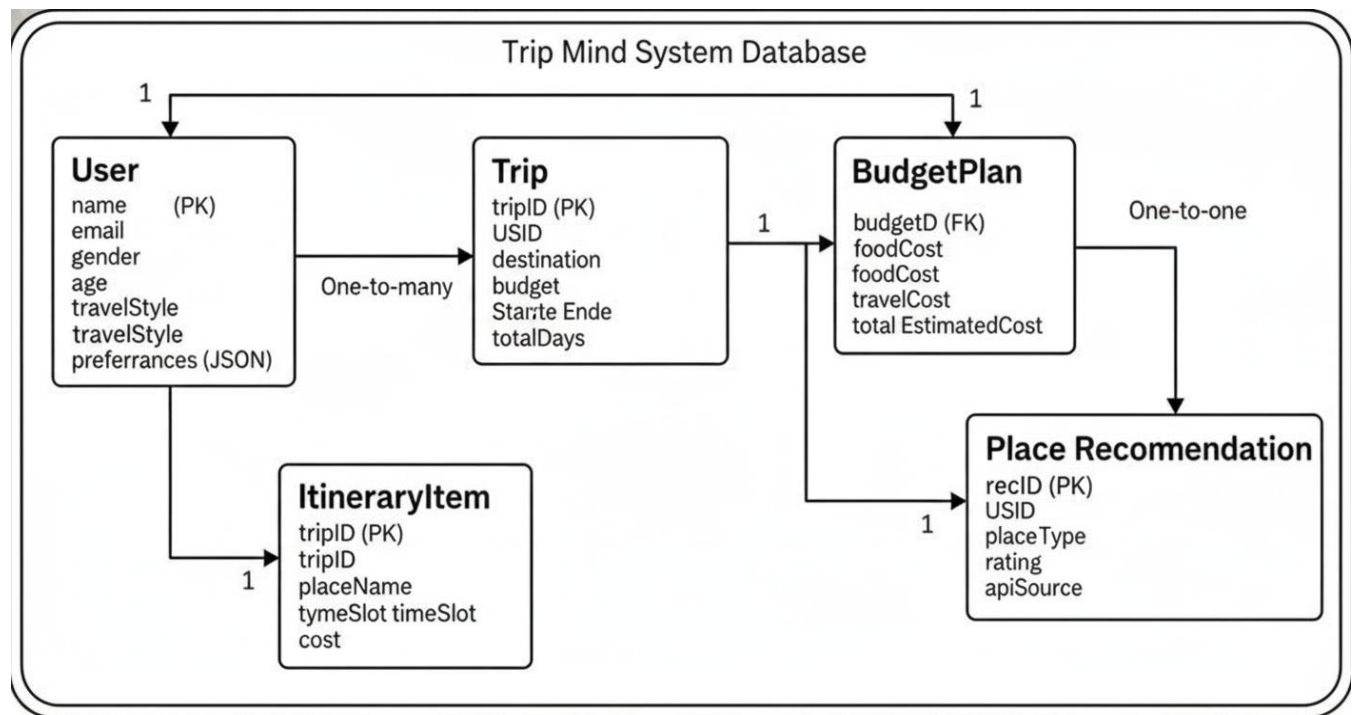 Trip Mind System Database
1
1
User
name (PK)
email
gender
age
travelStyle
travelStyle
preferrances (JSON)
One-to-many
Trip
tripID (PK)
USID
destination
budget
Starte Ende
totalDays
1
BudgetPlan
budgetD (FK)
foodCost
foodCost
travelCost
total EstimatedCost
One-to-one
ItineraryItem
tripID (PK)
tripID
placeName
tymeSlot timeSlot
cost
1
Place Recomendation
recID (PK)
USID
placeType
rating
apiSource
1